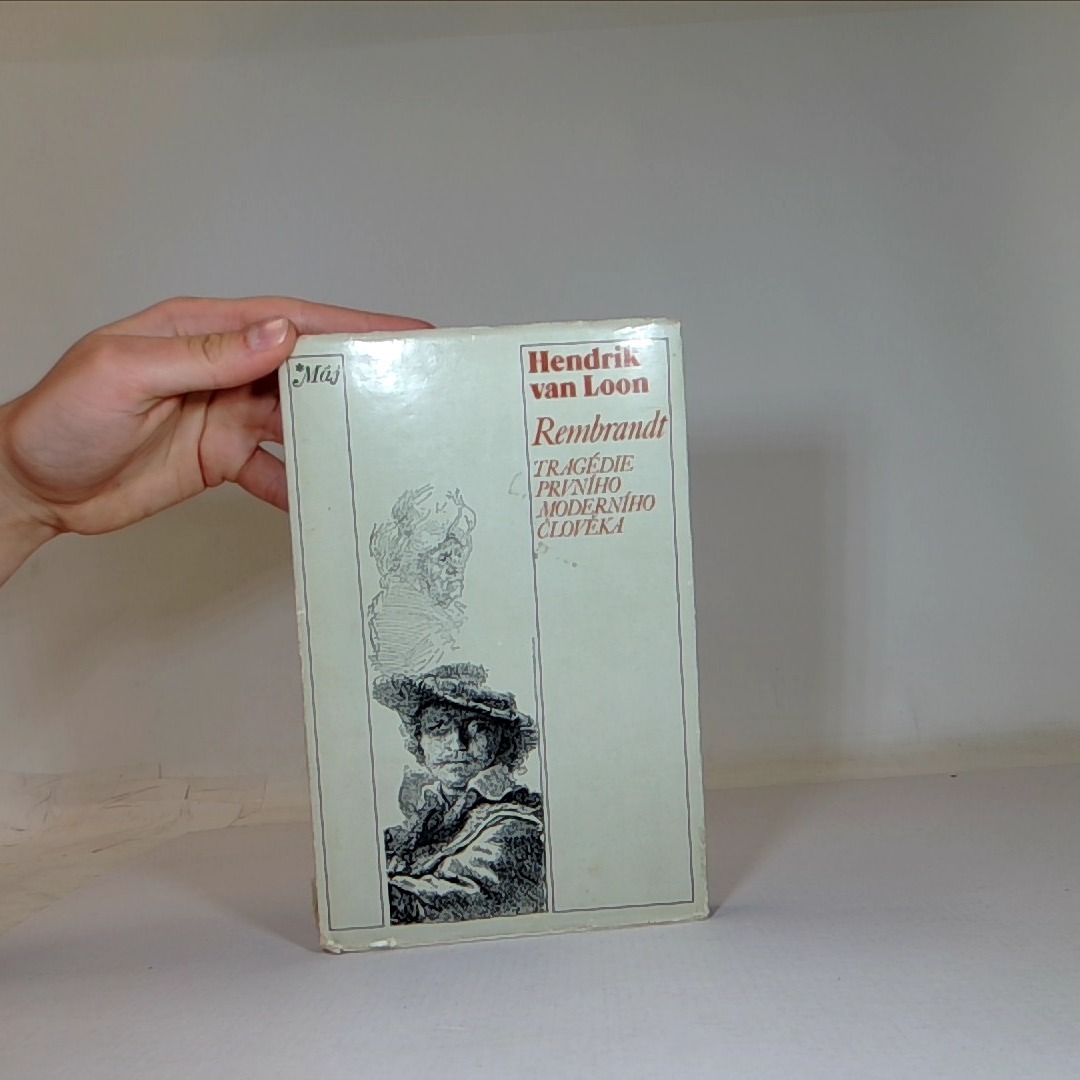 *Máj
Hendrik
van Loon
Rembrandt
TRAGÉDIE
PRVNÍHO
MODERNÍHO
ČLOVĚKA